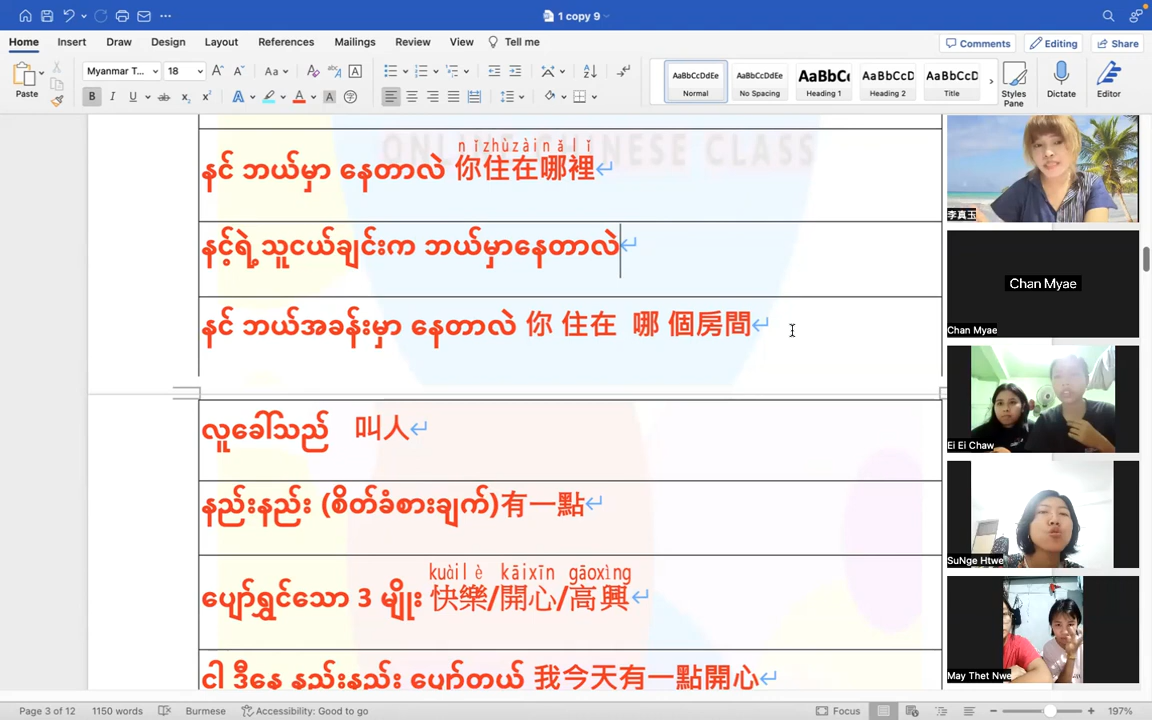 1 copy 9
Home Insert Draw Design Layout References Mailings Review View Tell me Comments Editing Share
Paste Myanmar T... 18 Aa
B I U ab x₂ x² A
AaBbCcDdEe AaBbCcDdEe AaBbCc AaBbCcD AaBbCcDdEe
Normal No Spacing Heading 1 Heading 2 Title Styles Pane Dictate Editor
ONLINE CHINESE CLASS
nǐzhùzàinǎlǐ
နင် ဘယ်မှာ နေတာလဲ 你住在哪裡
နင့်ရဲ့ သူငယ်ချင်းက ဘယ်မှာနေတာလဲ
နင် ဘယ်အခန်းမှာ နေတာလဲ 你 住在 哪 個房間
လူခေါ်သည် 叫人
နည်းနည်း (စိတ်ခံစားချက်)有一點
kuàilè kāixīn gāoxìng
ပျော်ရွှင်သော 3 မျိုး 快樂/開心/高興
ငါ ဒီနေ့ နည်းနည်း ပျော်တယ် 我今天有一點開心
李真玉
Chan Myae
Chan Myae
Ei Ei Chaw
SuNge Htwe
May Thet Nwe
Page 3 of 12 1150 words Burmese Accessibility: Good to go Focus 197%